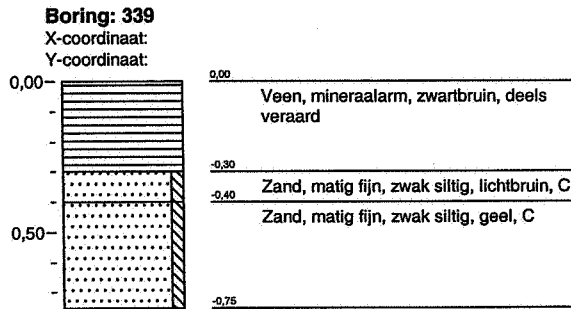 Boring: 339
X-coordinaat:
Y-coordinaat:
0,00
0,00
Veen, mineraalarm, zwartbruin, deels
veraard
-0,30
Zand, matig fijn, zwak siltig, lichtbruin, C
-0,40
Zand, matig fijn, zwak siltig, geel, C
0,50
-0,75